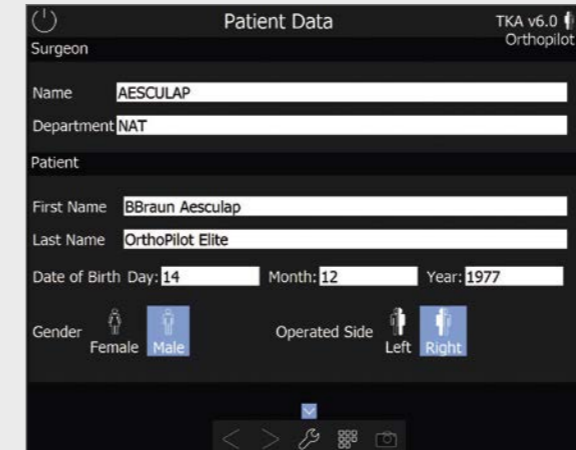 Patient Data
TKA v6.0
Orthopilot
Surgeon
Name AESCULAP
Department NAT
Patient
First Name BBraun Aesculap
Last Name OrthoPilot Elite
Date of Birth Day: 14 Month: 12 Year: 1977
Gender Female Male Operated Side Left Right